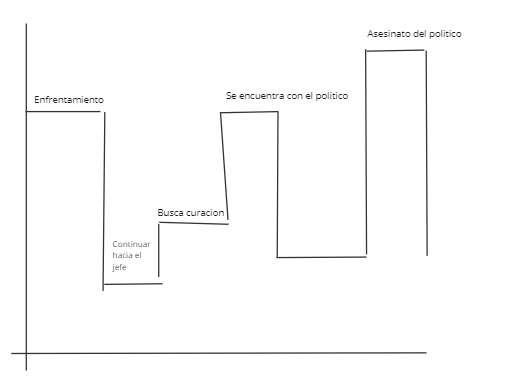 Asesinato del politico
Se encuentra con el politico
Enfrentamiento
Busca curacion
Continuar
hacia el
jefe